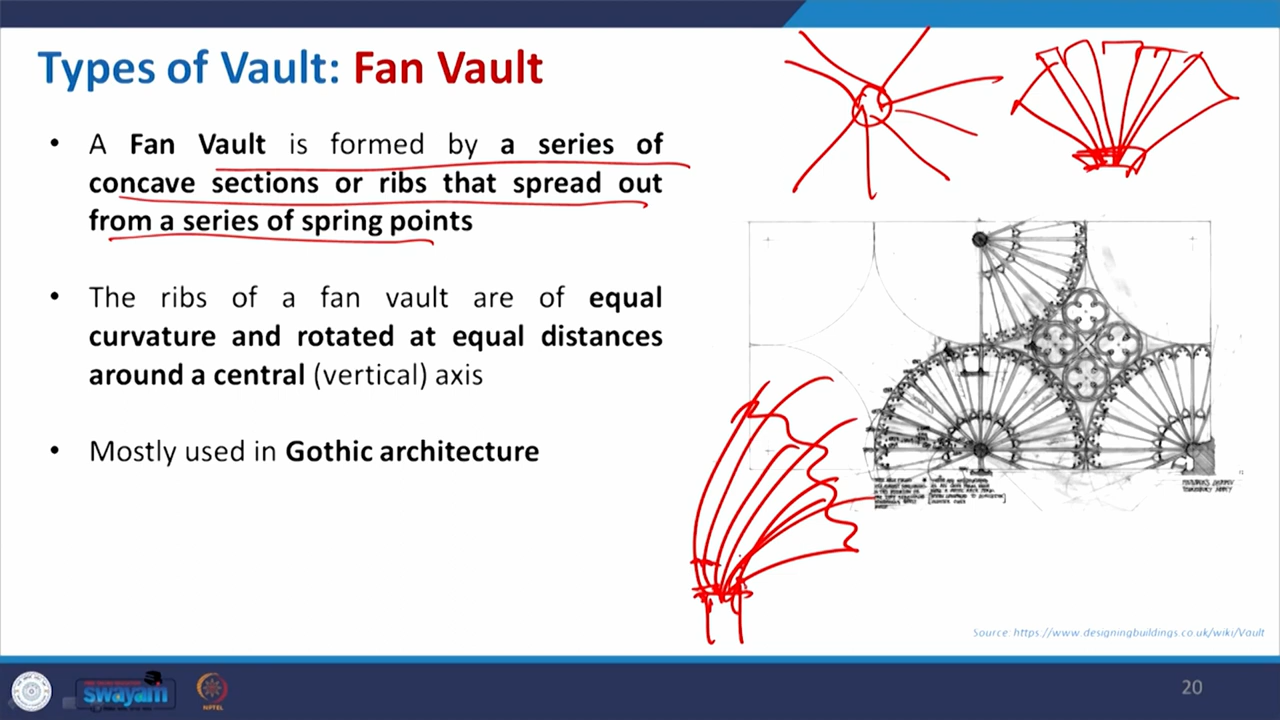 Types of Vault: Fan Vault
• A Fan Vault is formed by a series of
concave sections or ribs that spread out
from a series of spring points
• The ribs of a fan vault are of equal
curvature and rotated at equal distances
around a central (vertical) axis
• Mostly used in Gothic architecture
Source: https://www.designingbuildings.co.uk/wiki/Vault
swayam
NPTEL
20